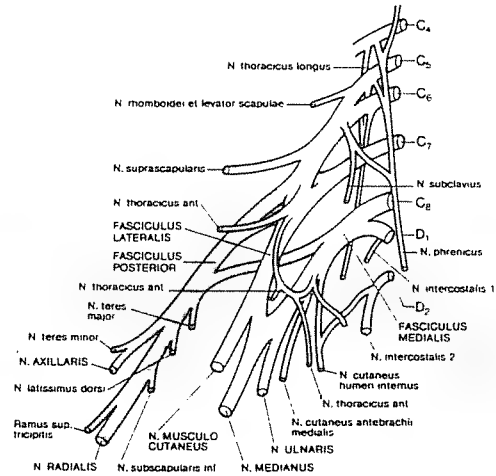 C4
N thoracicus longus
C5
C6
N rhomboidei et levator scapulae
C7
N. suprascapularis
N subclavius
N thoracicus ant
C8
FASCICULUS
LATERALIS
D1
N. phrenicus
FASCICULUS
POSTERIOR
N thoracicus ant
N intercostalis 1
N. teres
major
D2
FASCICULUS
MEDIALIS
N teres minor
N. intercostalis 2
N. AXILLARIS
N cutaneus
humeri internus
N latissimus dorsi
N. thoracicus ant
Ramus sup.
tricipitis
N. cutaneus antebrachii
medialis
N. MUSCULO
CUTANEUS
N ULNARIS
N RADIALIS
N. subscapularis inf
N. MEDIANUS